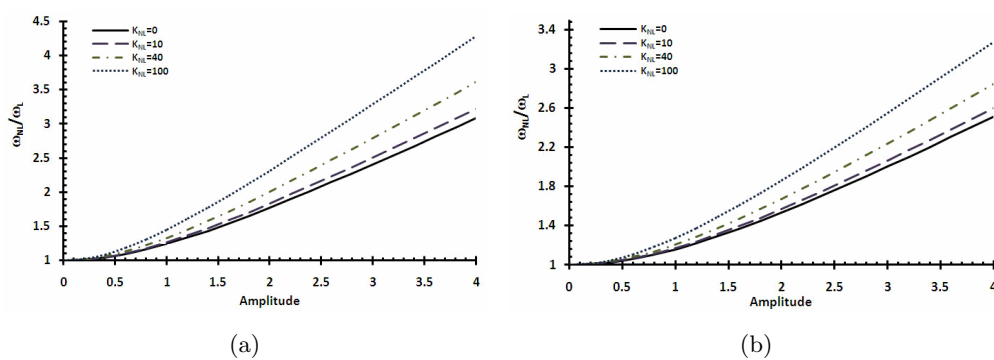 4.5
4
3.5
3
2.5
2
1.5
1
ω_NL/ω_L
K_NL=0
K_NL=10
K_NL=40
K_NL=100
0 0.5 1 1.5 2 2.5 3 3.5 4
Amplitude
(a)
3.4
3
2.6
2.2
1.8
1.4
1
ω_NL/ω_L
K_NL=0
K_NL=10
K_NL=40
K_NL=100
0 0.5 1 1.5 2 2.5 3 3.5 4
Amplitude
(b)